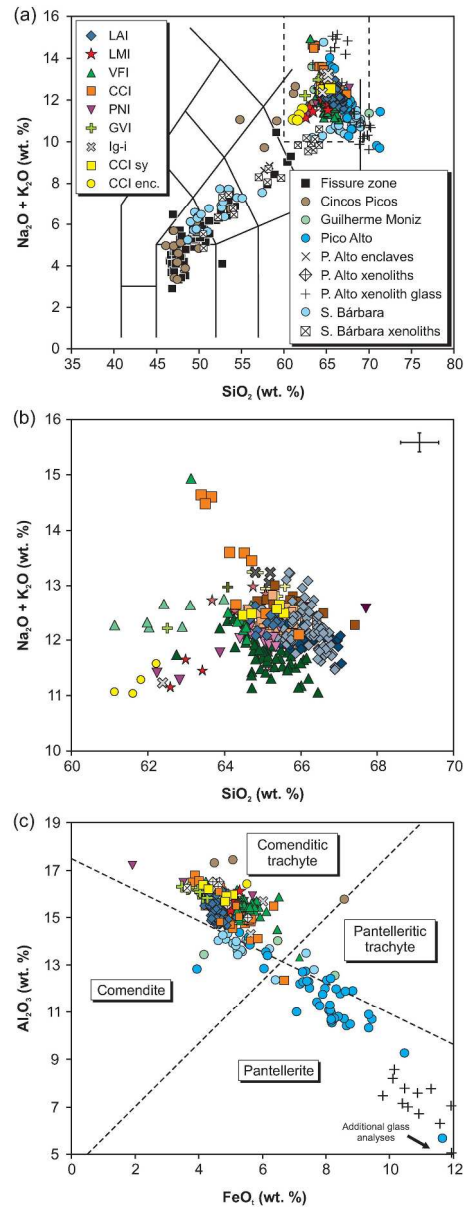 (a)
16
14
12
10
8
6
4
2
0
Na₂O + K₂O (wt. %)
LAI
LMI
VFI
CCI
PNI
GVI
Ig-i
CCI sy
CCI enc.
Fissure zone
Cincos Picos
Guilherme Moniz
Pico Alto
P. Alto enclaves
P. Alto xenoliths
P. Alto xenolith glass
S. Bárbara
S. Bárbara xenoliths
35 40 45 50 55 60 65 70 75 80
SiO₂ (wt. %)
(b)
16
15
14
13
12
11
10
Na₂O + K₂O (wt. %)
60 62 64 66 68 70
SiO₂ (wt. %)
(c)
19
17
15
13
11
9
7
5
Al₂O₃ (wt. %)
Comenditic
trachyte
Pantelleritic
trachyte
Comendite
Pantellerite
Additional glass
analyses
0 2 4 6 8 10 12
FeOₜ (wt. %)